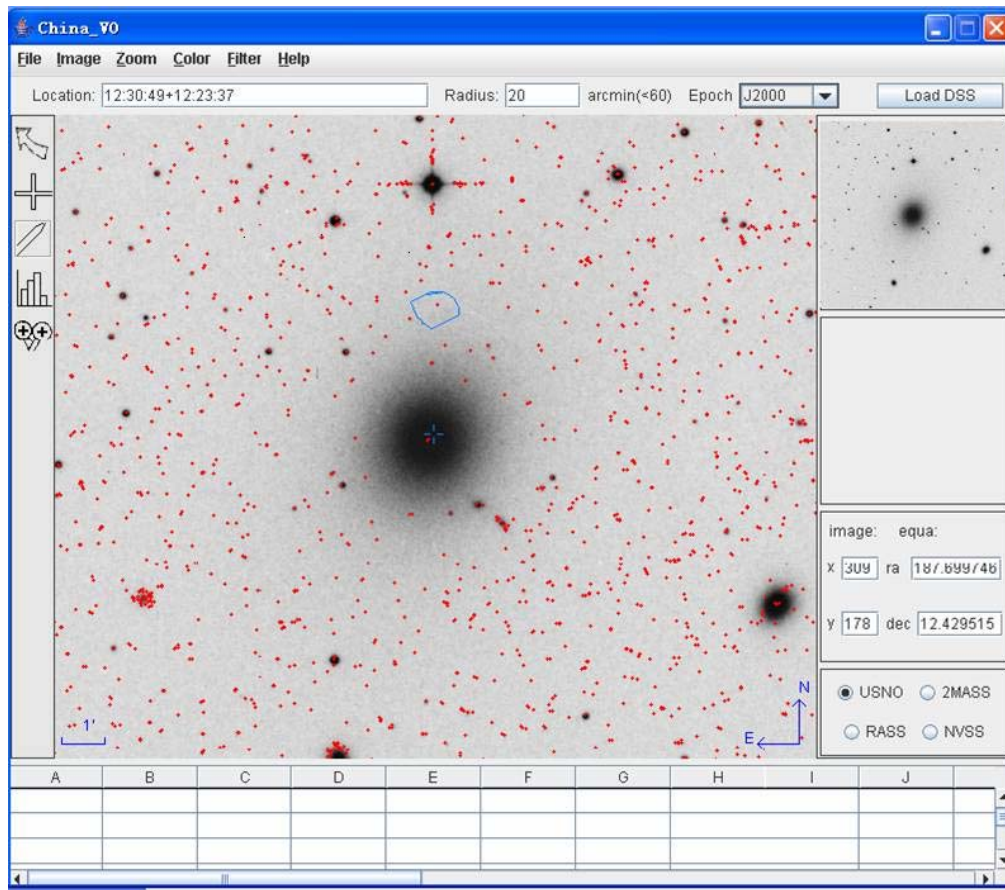 China_VO
File Image Zoom Color Filter Help
Location: 12:30:49+12:23:37 Radius: 20 arcmin(<60) Epoch J2000 Load DSS
image: equa:
x 309 ra 187.699746
y 178 dec 12.429515
USNO 2MASS
RASS NVSS
1'
N
E
A B C D E F G H I J